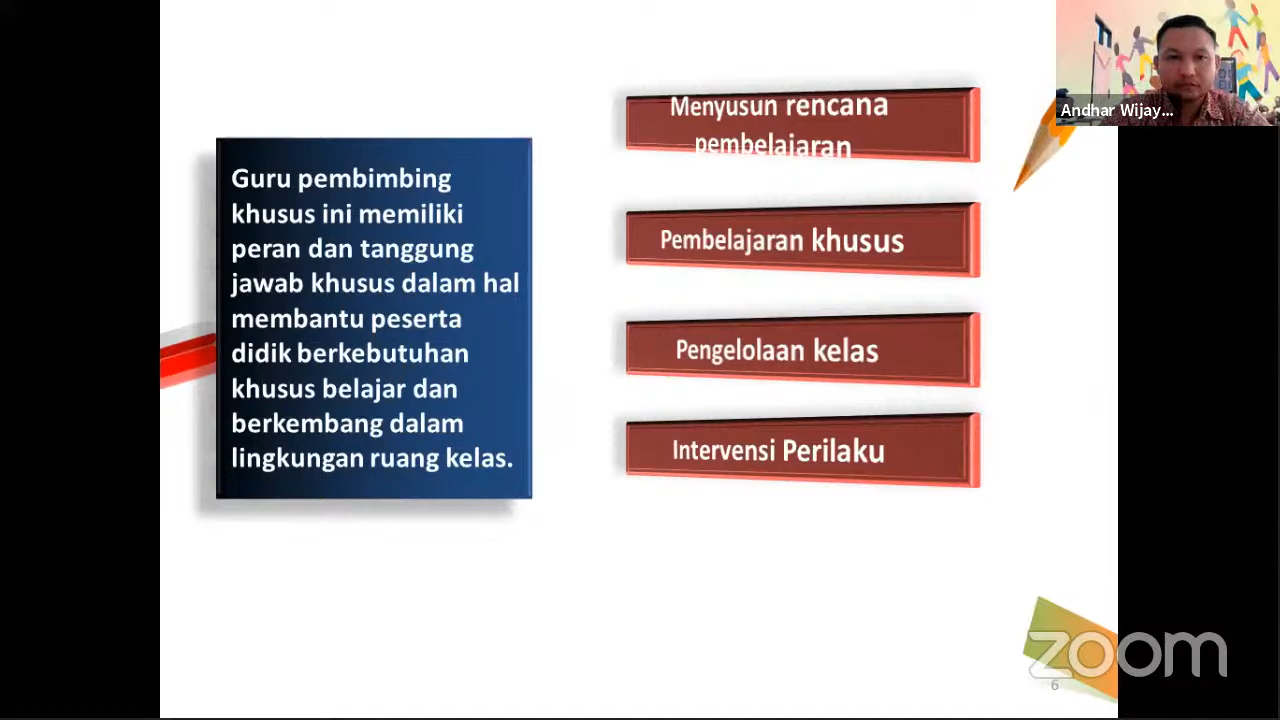 Guru pembimbing
khusus ini memiliki
peran dan tanggung
jawab khusus dalam hal
membantu peserta
didik berkebutuhan
khusus belajar dan
berkembang dalam
lingkungan ruang kelas.
Menyusun rencana
pembelajaran
Pembelajaran khusus
Pengelolaan kelas
Intervensi Perilaku
Andhar Wijay...
zoom
6